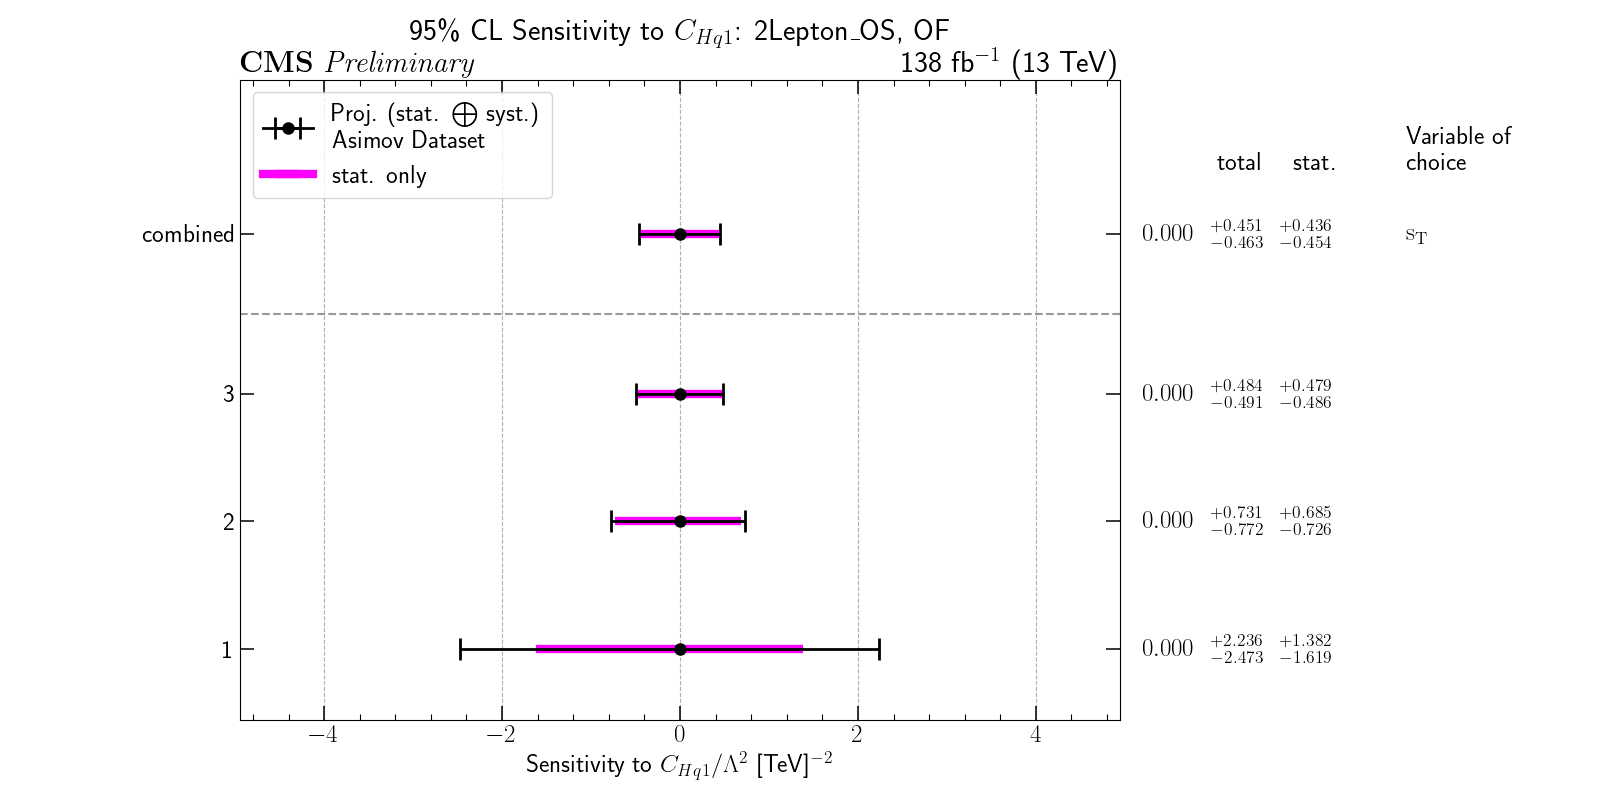 95% CL Sensitivity to C_{Hq1}: 2Lepton_OS, OF
CMS Preliminary 138 fb⁻¹ (13 TeV)
Proj. (stat. ⨁ syst.)
Asimov Dataset
stat. only
Variable of
choice
total stat.
combined 0.000 +0.451 −0.463 +0.436 −0.454 s_T
3 0.000 +0.484 −0.491 +0.479 −0.486
2 0.000 +0.731 −0.772 +0.685 −0.726
1 0.000 +2.236 −2.473 +1.382 −1.619
−4 −2 0 2 4
Sensitivity to C_{Hq1}/Λ² [TeV]⁻²